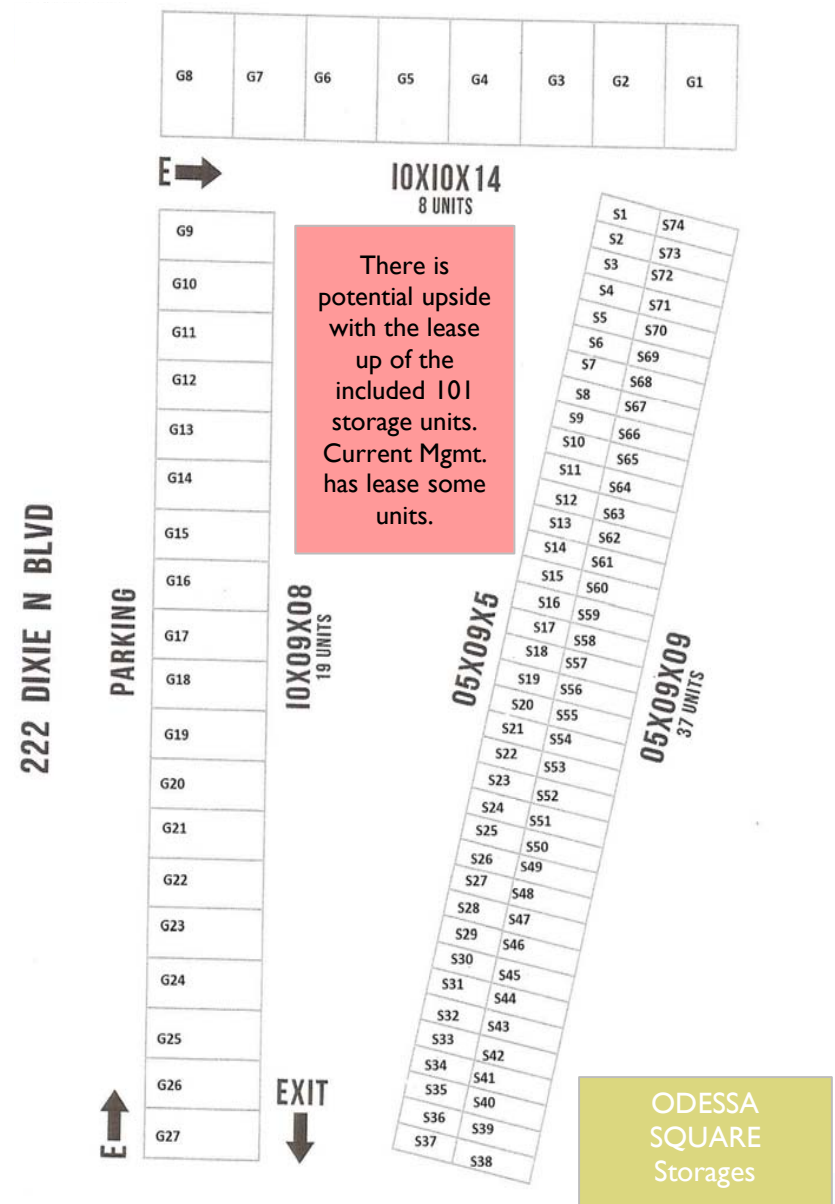 G8 G7 G6 G5 G4 G3 G2 G1
E
10X10X14
8 UNITS
G9
G10
G11
G12
G13
G14
G15
G16
G17
G18
G19
G20
G21
G22
G23
G24
G25
G26
G27
There is
potential upside
with the lease
up of the
included 101
storage units.
Current Mgmt.
has lease some
units.
222 DIXIE N BLVD
PARKING
10X09X08
19 UNITS
05X09X5
05X09X09
37 UNITS
S1 S74
S2 S73
S3 S72
S4 S71
S5 S70
S6 S69
S7 S68
S8 S67
S9 S66
S10 S65
S11 S64
S12 S63
S13 S62
S14 S61
S15 S60
S16 S59
S17 S58
S18 S57
S19 S56
S20 S55
S21 S54
S22 S53
S23 S52
S24 S51
S25 S50
S26 S49
S27 S48
S28 S47
S29 S46
S30 S45
S31 S44
S32 S43
S33 S42
S34 S41
S35 S40
S36 S39
S37 S38
E
EXIT
ODESSA
SQUARE
Storages